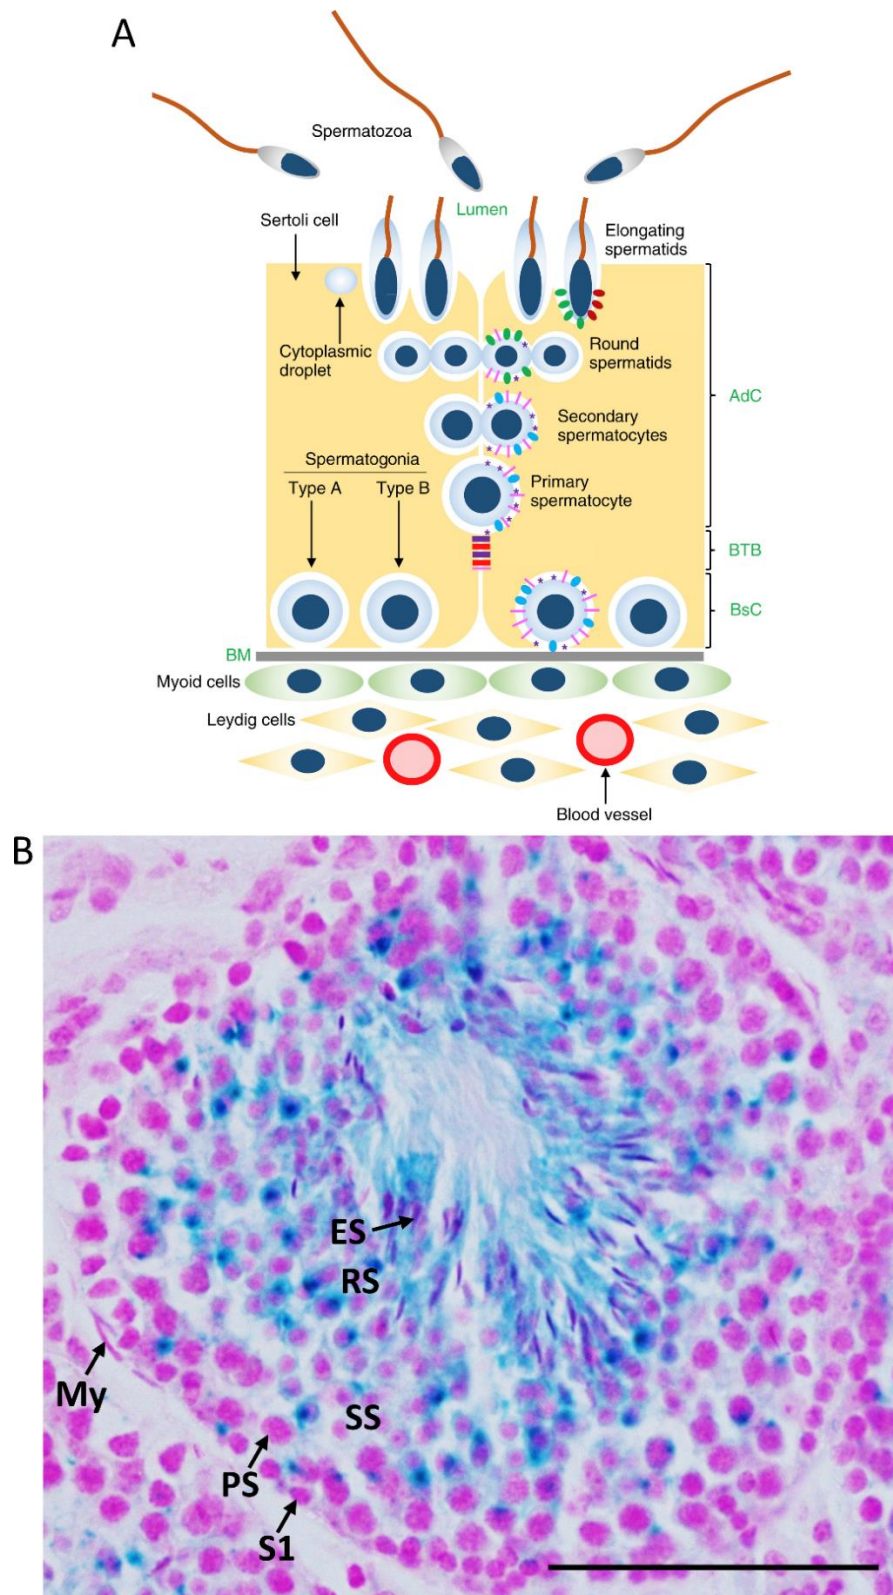 A
Spermatozoa
Lumen
Sertoli cell
Elongating
spermatids
Cytoplasmic
droplet
Round
spermatids
AdC
Secondary
spermatocytes
Spermatogonia
Type A
Type B
Primary
spermatocyte
BTB
BsC
BM
Myoid cells
Leydig cells
Blood vessel
B
ES
RS
My
SS
PS
S1